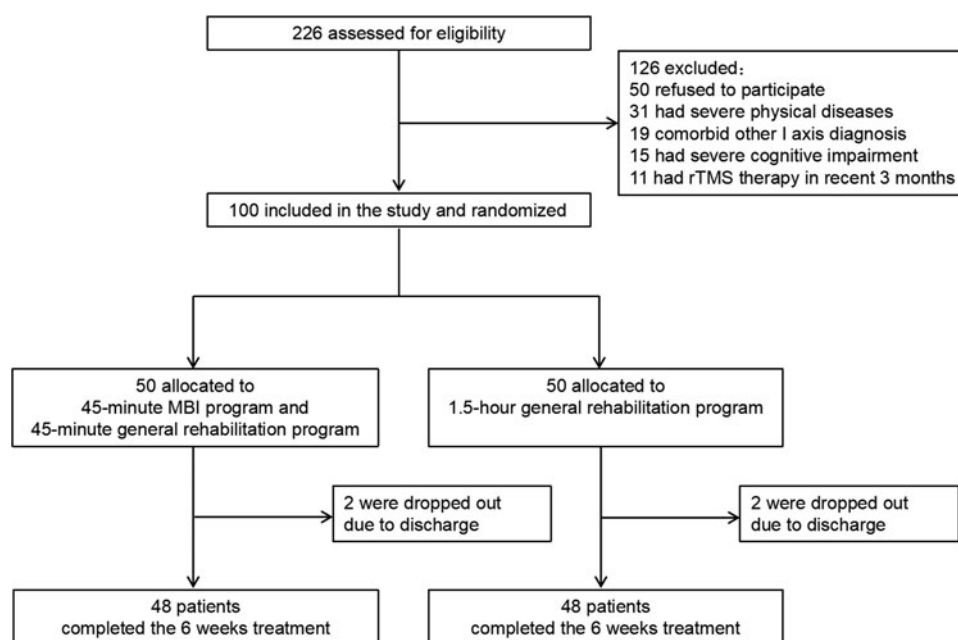 226 assessed for eligibility
126 excluded：
50 refused to participate
31 had severe physical diseases
19 comorbid other I axis diagnosis
15 had severe cognitive impairment
11 had rTMS therapy in recent 3 months
100 included in the study and randomized
50 allocated to
45-minute MBI program and
45-minute general rehabilitation program
50 allocated to
1.5-hour general rehabilitation program
2 were dropped out
due to discharge
2 were dropped out
due to discharge
48 patients
completed the 6 weeks treatment
48 patients
completed the 6 weeks treatment